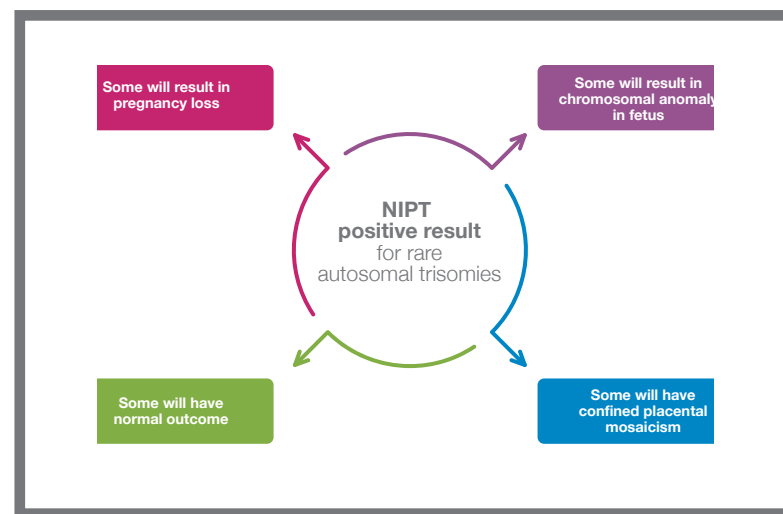 Some will result in
pregnancy loss
Some will result in
chromosomal anomaly
in fetus
NIPT
positive result
for rare
autosomal trisomies
Some will have
normal outcome
Some will have
confined placental
mosaicism